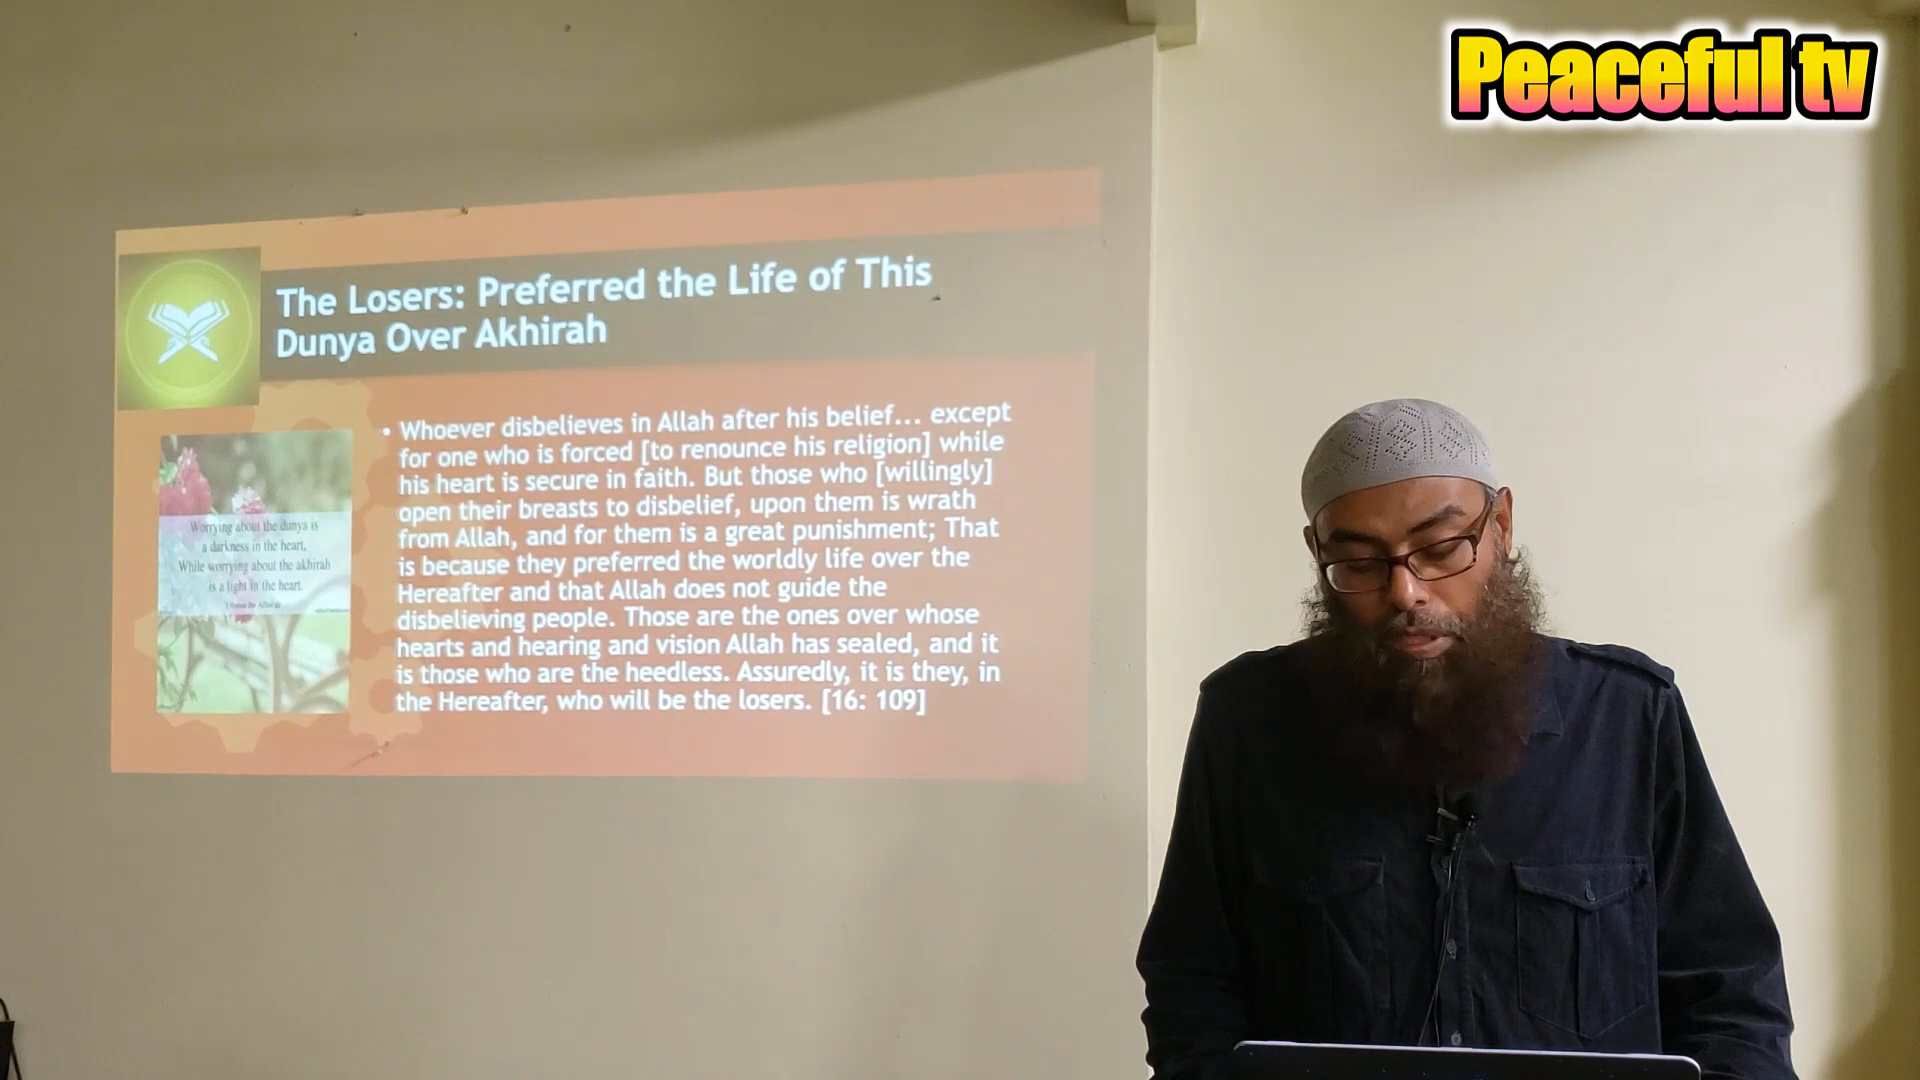 Peaceful tv
The Losers: Preferred the Life of This
Dunya Over Akhirah
• Whoever disbelieves in Allah after his belief... except
for one who is forced [to renounce his religion] while
his heart is secure in faith. But those who [willingly]
open their breasts to disbelief, upon them is wrath
from Allah, and for them is a great punishment; That
is because they preferred the worldly life over the
Hereafter and that Allah does not guide the
disbelieving people. Those are the ones over whose
hearts and hearing and vision Allah has sealed, and it
is those who are the heedless. Assuredly, it is they, in
the Hereafter, who will be the losers. [16: 109]
Worrying about the dunya is
a darkness in the heart,
While worrying about the akhirah
is a light in the heart.